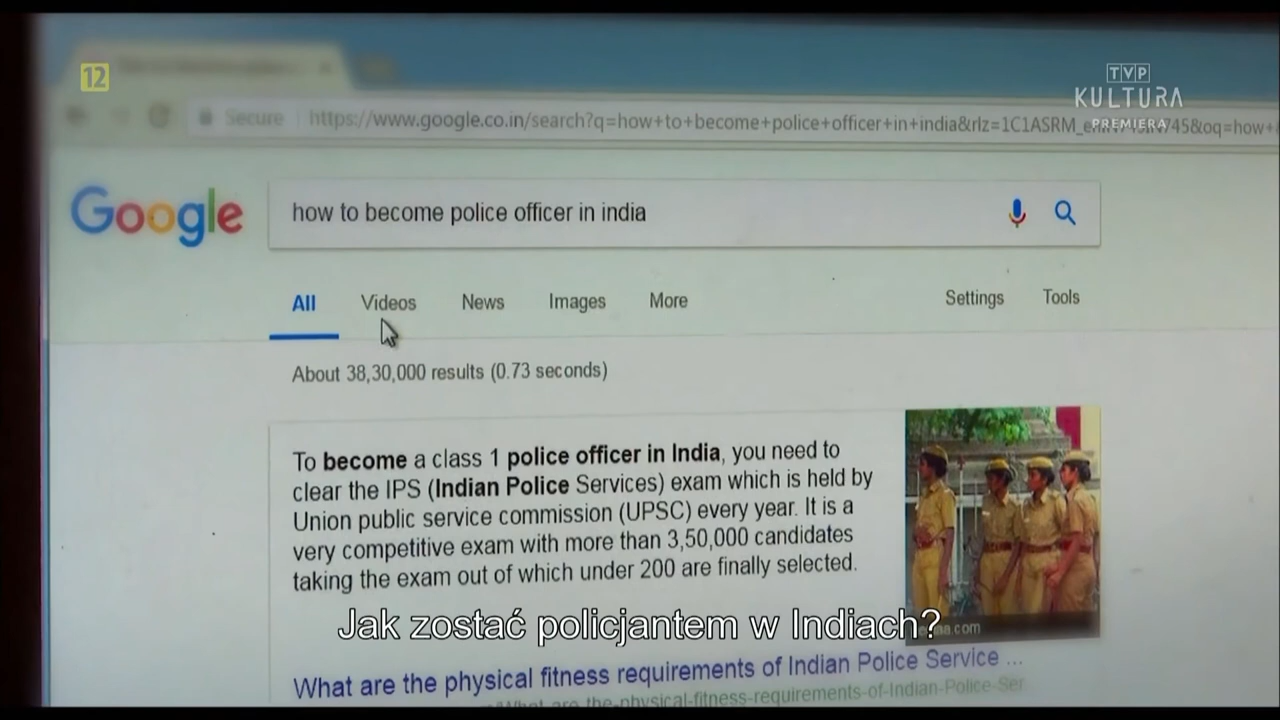 12
TVP
KULTURA
PREMIERA
Secure https://www.google.co.in/search?q=how+to+become+police+officer+in+india&rlz=1C1ASRM_
Google
how to become police officer in india
All Videos News Images More Settings Tools
About 38,30,000 results (0.73 seconds)
To become a class 1 police officer in India, you need to
clear the IPS (Indian Police Services) exam which is held by
Union public service commission (UPSC) every year. It is a
very competitive exam with more than 3,50,000 candidates
taking the exam out of which under 200 are finally selected.
Jak zostać policjantem w Indiach?
What are the physical fitness requirements of Indian Police Service ...